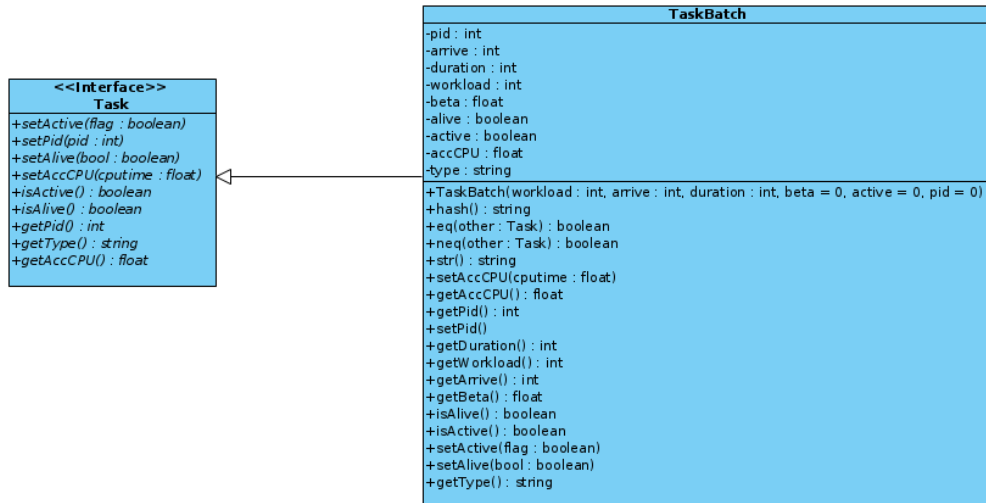 <<Interface>>
Task
+setActive(flag : boolean)
+setPid(pid : int)
+setAlive(bool : boolean)
+setAccCPU(cputime : float)
+isActive() : boolean
+isAlive() : boolean
+getPid() : int
+getType() : string
+getAccCPU() : float
TaskBatch
-pid : int
-arrive : int
-duration : int
-workload : int
-beta : float
-alive : boolean
-active : boolean
-accCPU : float
-type : string
+TaskBatch(workload : int, arrive : int, duration : int, beta = 0, active = 0, pid = 0)
+hash() : string
+eq(other : Task) : boolean
+neq(other : Task) : boolean
+str() : string
+setAccCPU(cputime : float)
+getAccCPU() : float
+getPid() : int
+setPid()
+getDuration() : int
+getWorkload() : int
+getArrive() : int
+getBeta() : float
+isAlive() : boolean
+isActive() : boolean
+setActive(flag : boolean)
+setAlive(bool : boolean)
+getType() : string